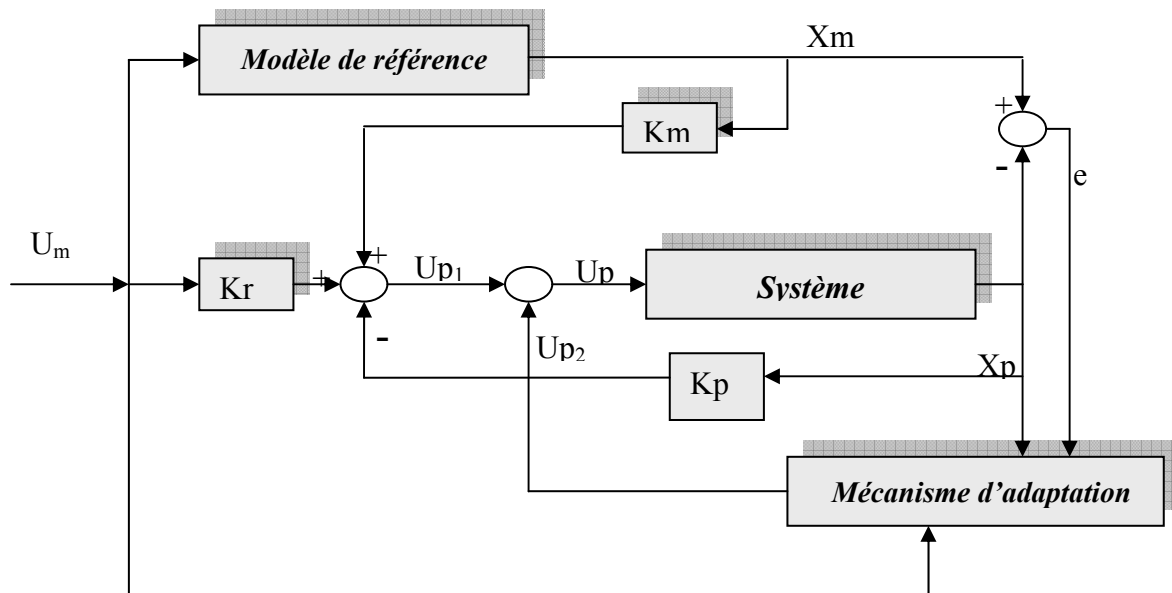 Xm
Modèle de référence
Km
+
-
e
Um
+
Kr
+
Up1
Up
Système
-
Up2
Kp
Xp
Mécanisme d’adaptation